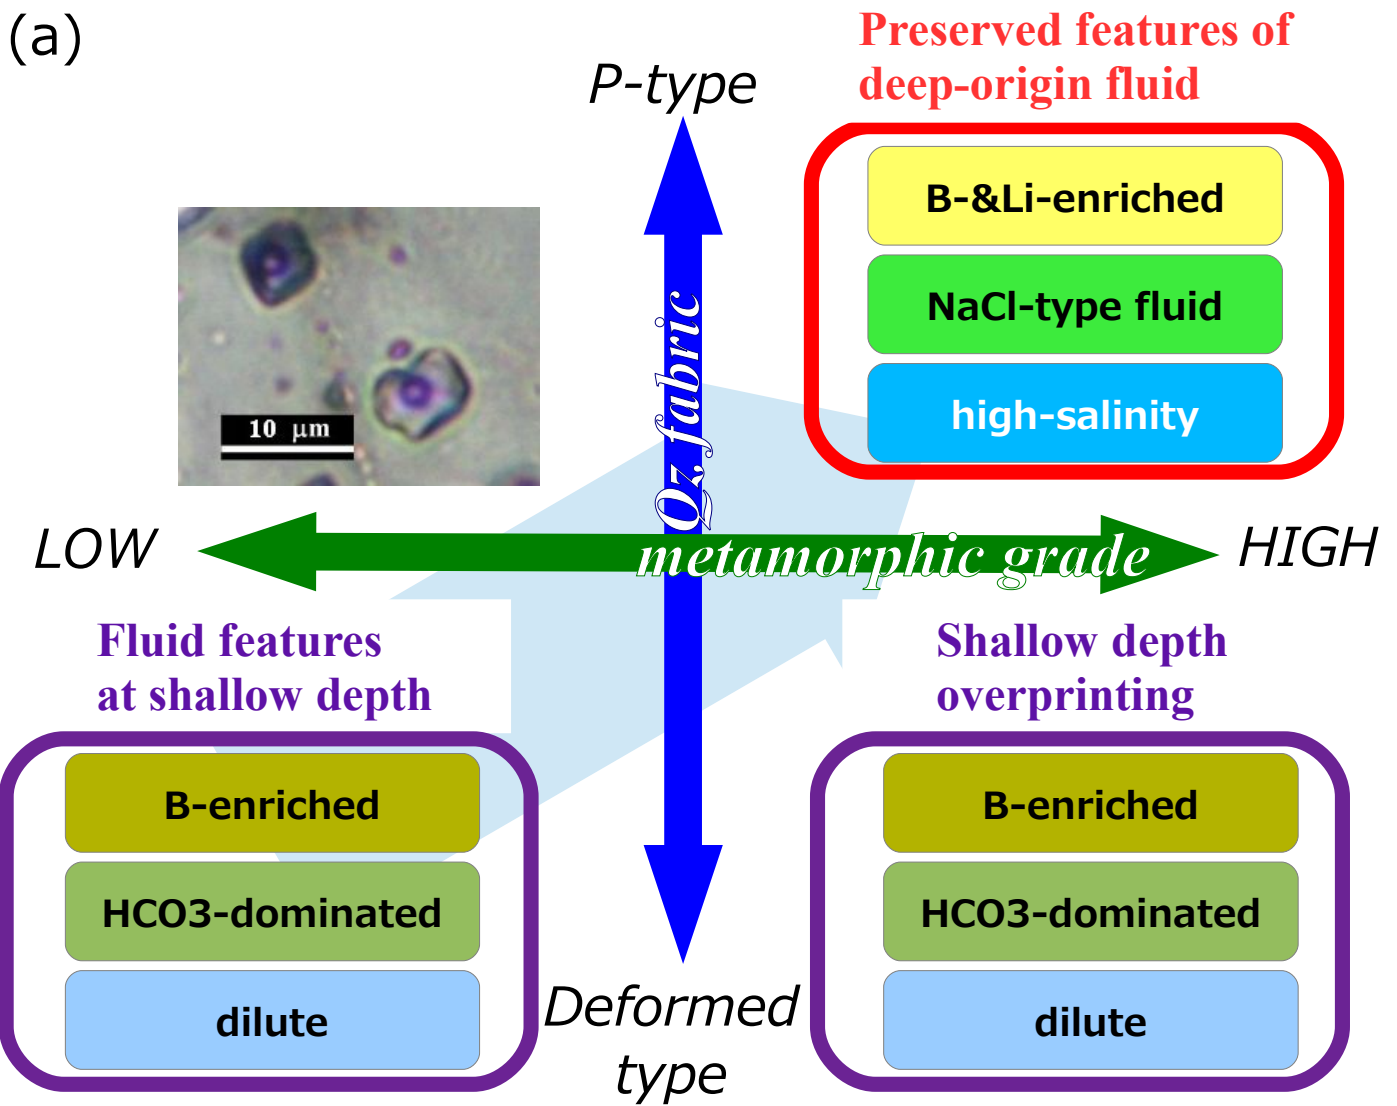 (a)
P-type
Preserved features of
deep-origin fluid
B-&Li-enriched
NaCl-type fluid
high-salinity
10 μm
Qz fabric
LOW
metamorphic grade
HIGH
Fluid features
at shallow depth
B-enriched
HCO3-dominated
dilute
Shallow depth
overprinting
B-enriched
HCO3-dominated
dilute
Deformed
type